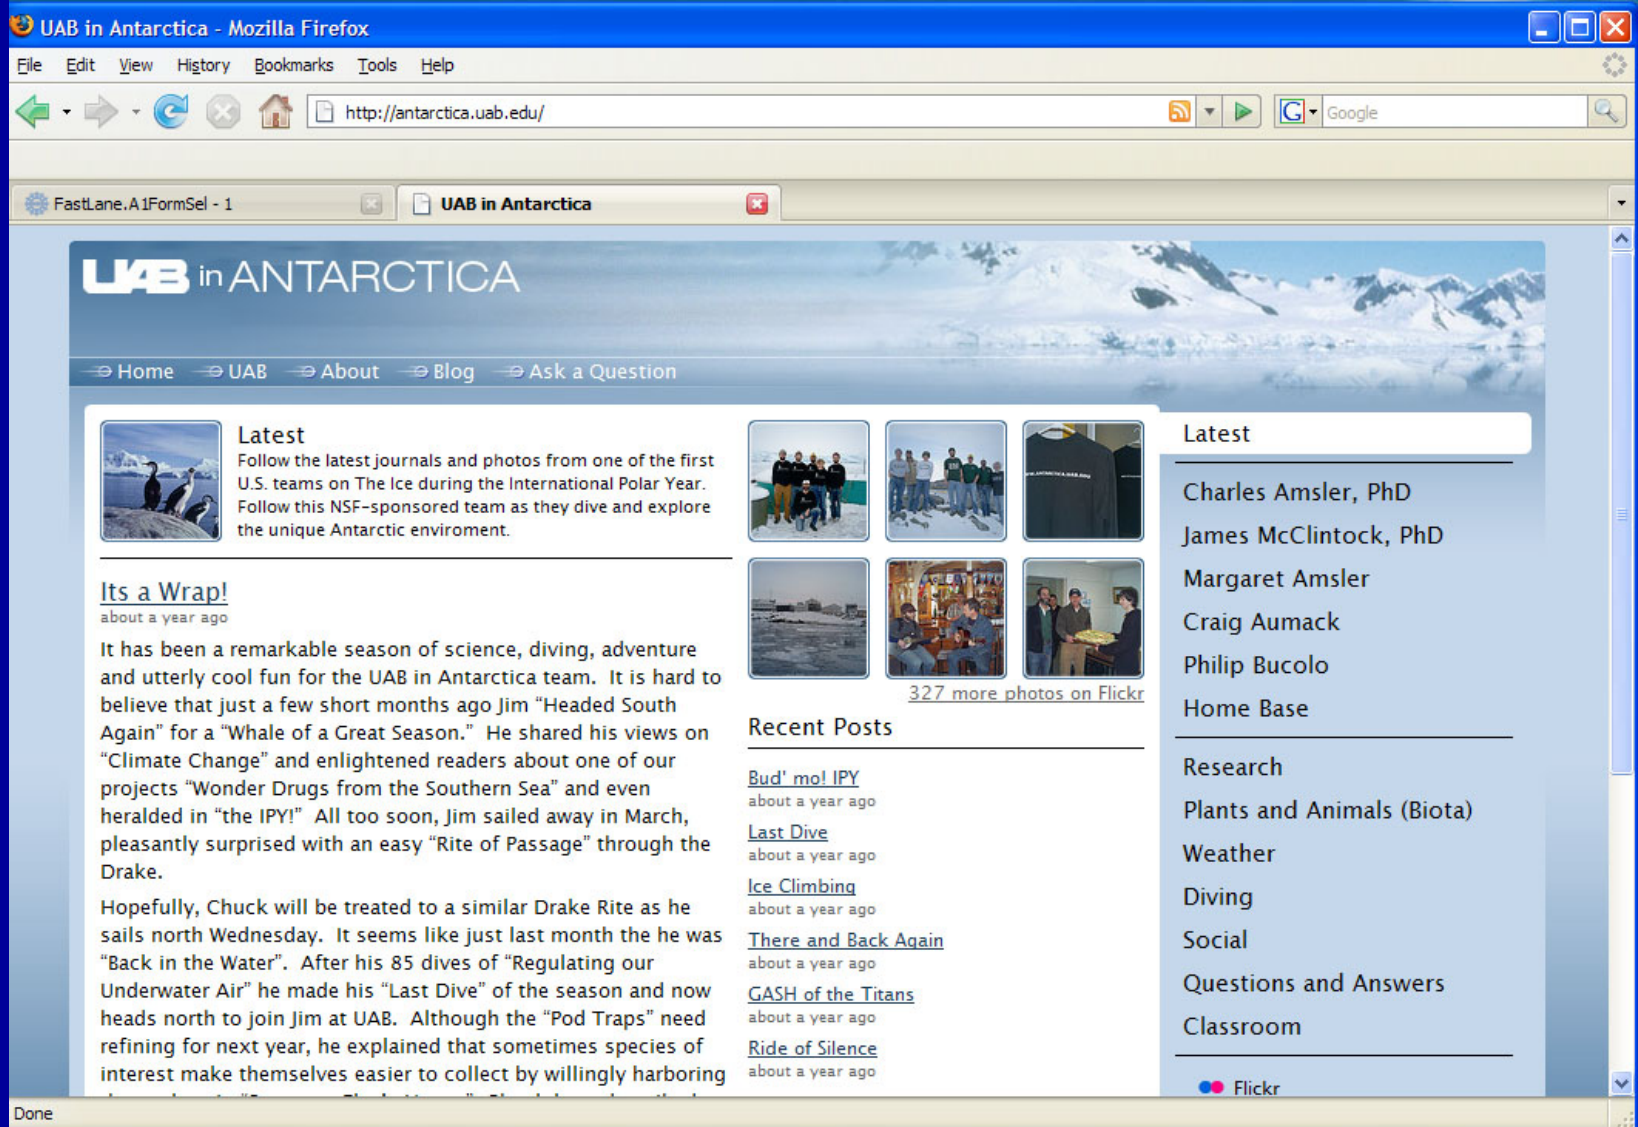 UAB in Antarctica - Mozilla Firefox
File Edit View History Bookmarks Tools Help
http://antarctica.uab.edu/
G Google
FastLane.A1FormSel - 1
UAB in Antarctica
UAB in ANTARCTICA
Home UAB About Blog Ask a Question
Latest
Follow the latest journals and photos from one of the first
U.S. teams on The Ice during the International Polar Year.
Follow this NSF-sponsored team as they dive and explore
the unique Antarctic enviroment.
Its a Wrap!
about a year ago
It has been a remarkable season of science, diving, adventure
and utterly cool fun for the UAB in Antarctica team. It is hard to
believe that just a few short months ago Jim “Headed South
Again” for a “Whale of a Great Season.” He shared his views on
“Climate Change” and enlightened readers about one of our
projects “Wonder Drugs from the Southern Sea” and even
heralded in “the IPY!” All too soon, Jim sailed away in March,
pleasantly surprised with an easy “Rite of Passage” through the
Drake.
Hopefully, Chuck will be treated to a similar Drake Rite as he
sails north Wednesday. It seems like just last month the he was
“Back in the Water”. After his 85 dives of “Regulating our
Underwater Air” he made his “Last Dive” of the season and now
heads north to join Jim at UAB. Although the “Pod Traps” need
refining for next year, he explained that sometimes species of
interest make themselves easier to collect by willingly harboring
327 more photos on Flickr
Recent Posts
Bud' mo! IPY
about a year ago
Last Dive
about a year ago
Ice Climbing
about a year ago
There and Back Again
about a year ago
GASH of the Titans
about a year ago
Ride of Silence
about a year ago
Latest
Charles Amsler, PhD
James McClintock, PhD
Margaret Amsler
Craig Aumack
Philip Bucolo
Home Base
Research
Plants and Animals (Biota)
Weather
Diving
Social
Questions and Answers
Classroom
Flickr
Done